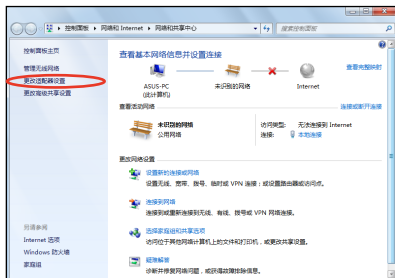 控制面板 ▸ 网络和 Internet ▸ 网络和共享中心
搜索控制面板
控制面板主页
管理无线网络
更改适配器设置
更改高级共享设置
查看基本网络信息并设置连接
查看完整映射
ASUS-PC
(此计算机)
未识别的网络
Internet
查看活动网络
连接或断开连接
未识别的网络
公用网络
访问类型: 无法连接到 Internet
连接: 本地连接
更改网络设置
设置新的连接或网络
设置无线、宽带、拨号、临时或 VPN 连接；或设置路由器或访问点。
连接到网络
连接到或重新连接到无线、有线、拨号或 VPN 网络连接。
选择家庭组和共享选项
访问位于其他网络计算机上的文件和打印机，或更改共享设置。
疑难解答
诊断并修复网络问题，或获得故障排除信息。
另请参阅
Internet 选项
Windows 防火墙
家庭组